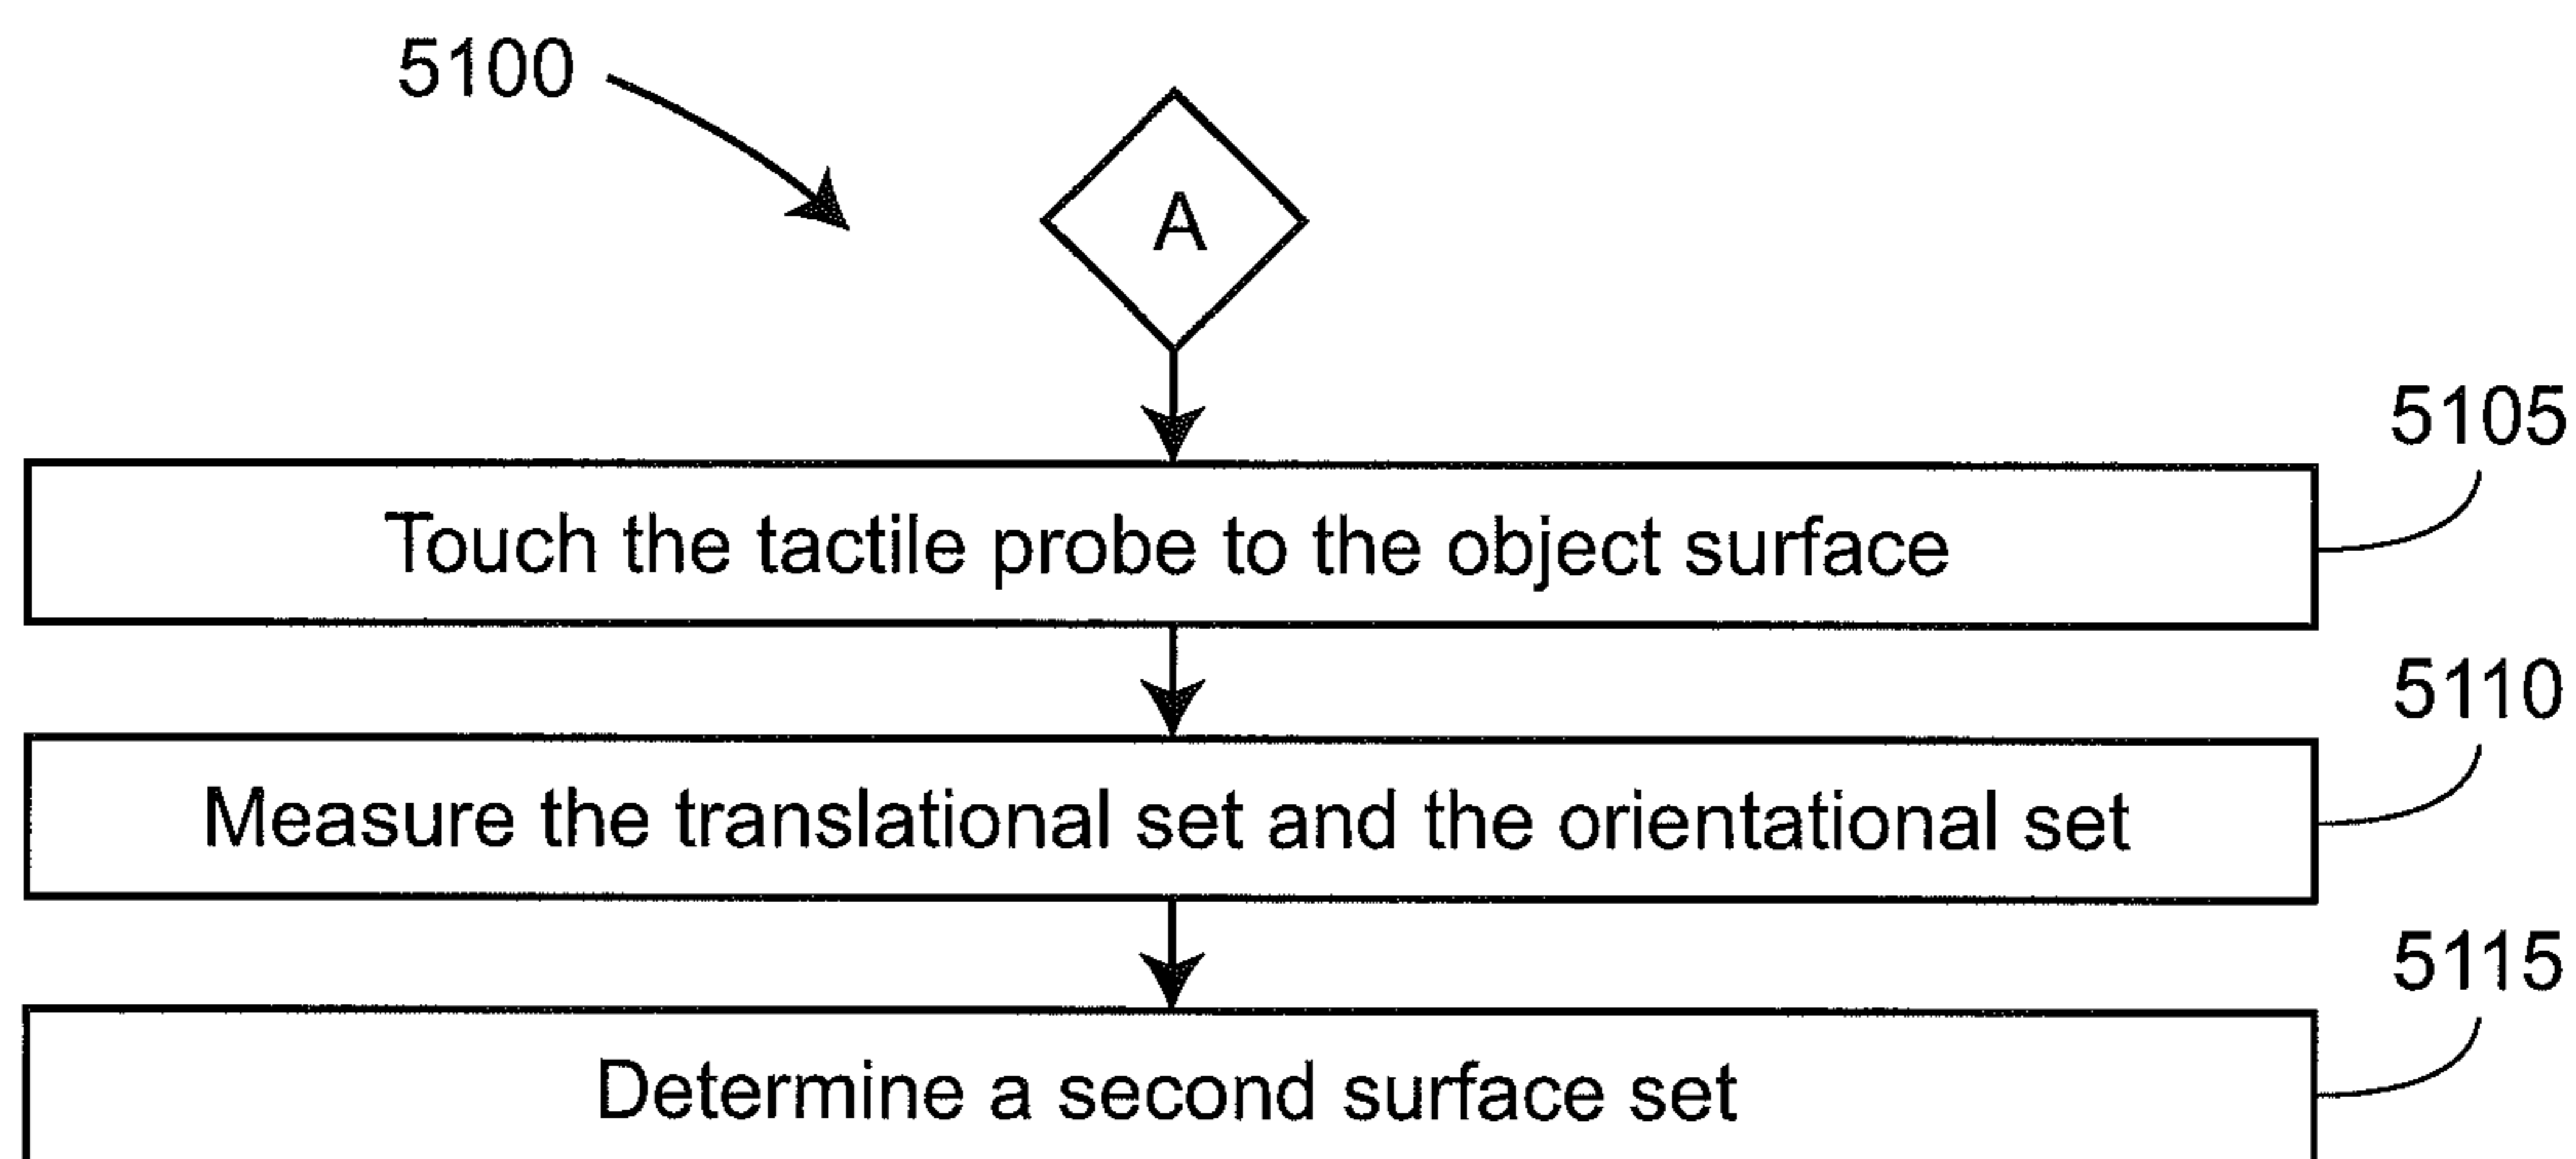 5100
A
5105
Touch the tactile probe to the object surface
5110
Measure the translational set and the orientational set
5115
Determine a second surface set